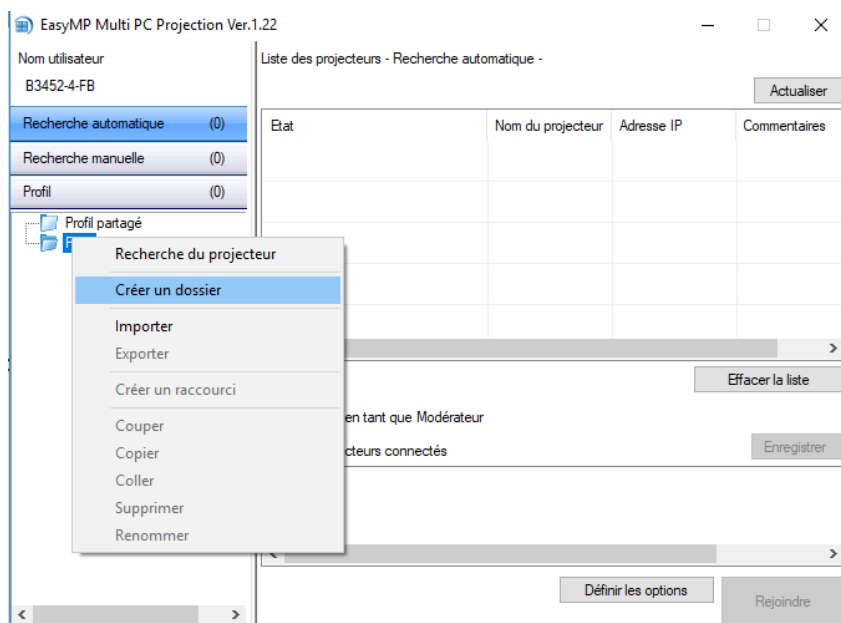 EasyMP Multi PC Projection Ver.1.22
Nom utilisateur
B3452-4-FB
Recherche automatique (0)
Recherche manuelle (0)
Profil (0)
Profil partagé
Recherche du projecteur
Créer un dossier
Importer
Exporter
Créer un raccourci
Couper
Copier
Coller
Supprimer
Renommer
Liste des projecteurs - Recherche automatique -
Actualiser
Etat Nom du projecteur Adresse IP Commentaires
Effacer la liste
en tant que Modérateur
cteurs connectés
Enregistrer
Définir les options
Rejoindre